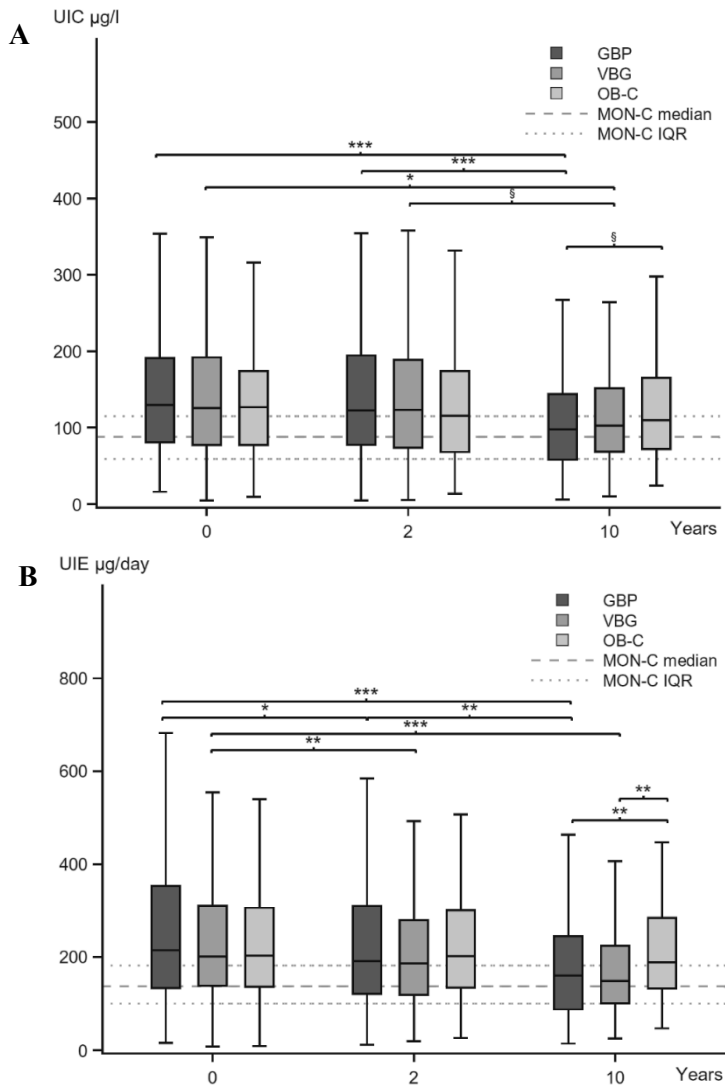 A
UIC µg/l
GBP
VBG
OB-C
MON-C median
MON-C IQR
500
***
***
400
*
§
300
§
200
100
0
0 2 10 Years
B
UIE µg/day
GBP
VBG
OB-C
MON-C median
MON-C IQR
800
***
* **
***
**
600
**
**
400
200
0
0 2 10 Years